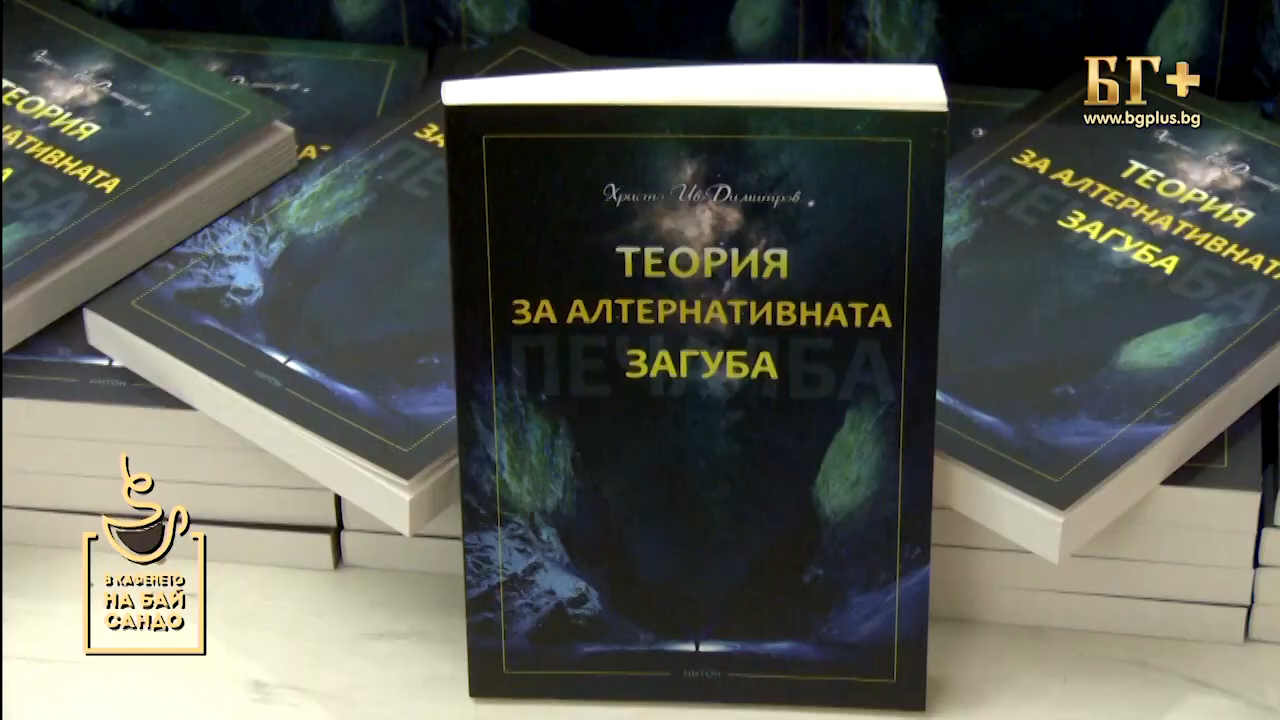 БГ+
www.bgplus.bg
Христо Ив Димитров
ТЕОРИЯ
ЗА АЛТЕРНАТИВНАТА
ЗАГУБА
ПЕЧАЛБА
ТЕОРИЯ
ЗА АЛТЕРНАТИВНАТА
ЗАГУБА
В КАФЕНЕТО
НА БАЙ
САНДО